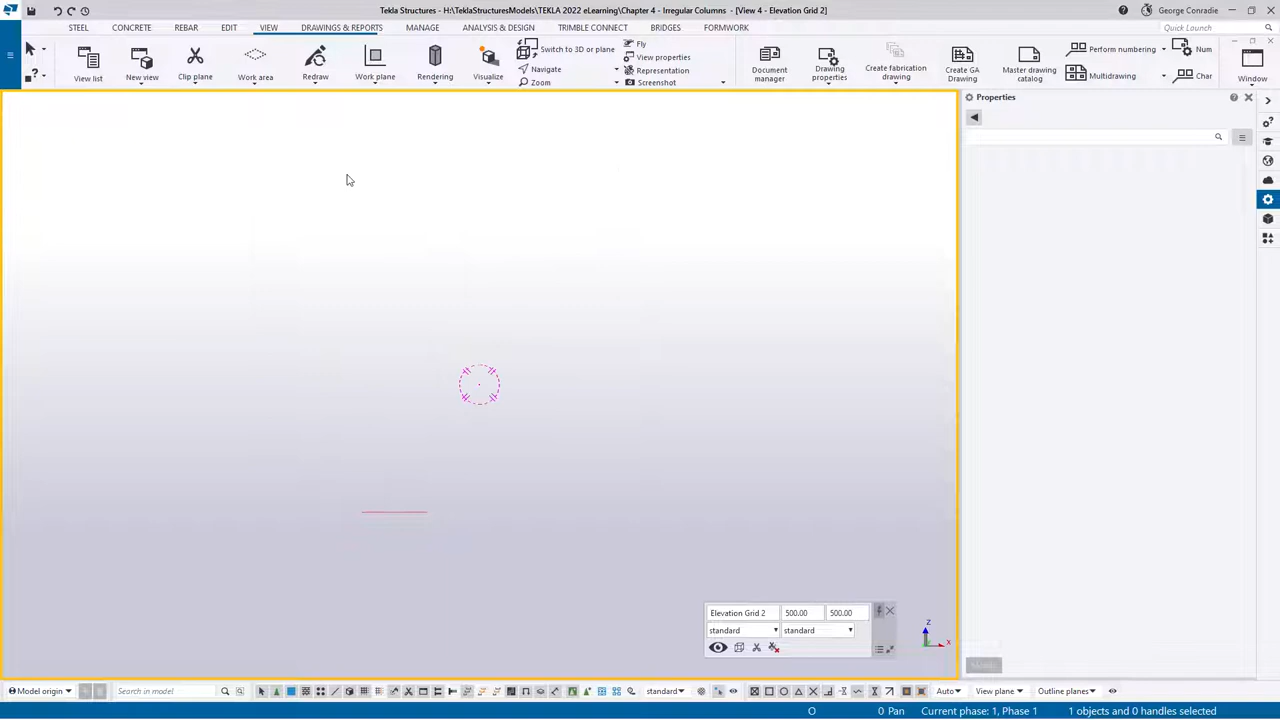 Tekla Structures - H:\TeklaStructuresModels\TEKLA 2022 eLearning\Chapter 4 - Irregular Columns - [View 4 - Elevation Grid 2]
George Conradie
STEEL CONCRETE REBAR EDIT VIEW DRAWINGS & REPORTS MANAGE ANALYSIS & DESIGN TRIMBLE CONNECT BRIDGES FORMWORK Quick Launch
View list
New view
Clip plane
Work area
Redraw
Work plane
Rendering
Visualize
Switch to 3D or plane
Navigate
Zoom
Fly
View properties
Representation
Screenshot
Document manager
Drawing properties
Create fabrication drawing
Create GA Drawing
Master drawing catalog
Perform numbering
Multidrawing
Num
Char
Window
Properties
Elevation Grid 2 500.00 500.00
standard standard
z
x
Modify
Model origin Search in model standard Auto View plane Outline planes
O 0 Pan Current phase: 1, Phase 1 1 objects and 0 handles selected